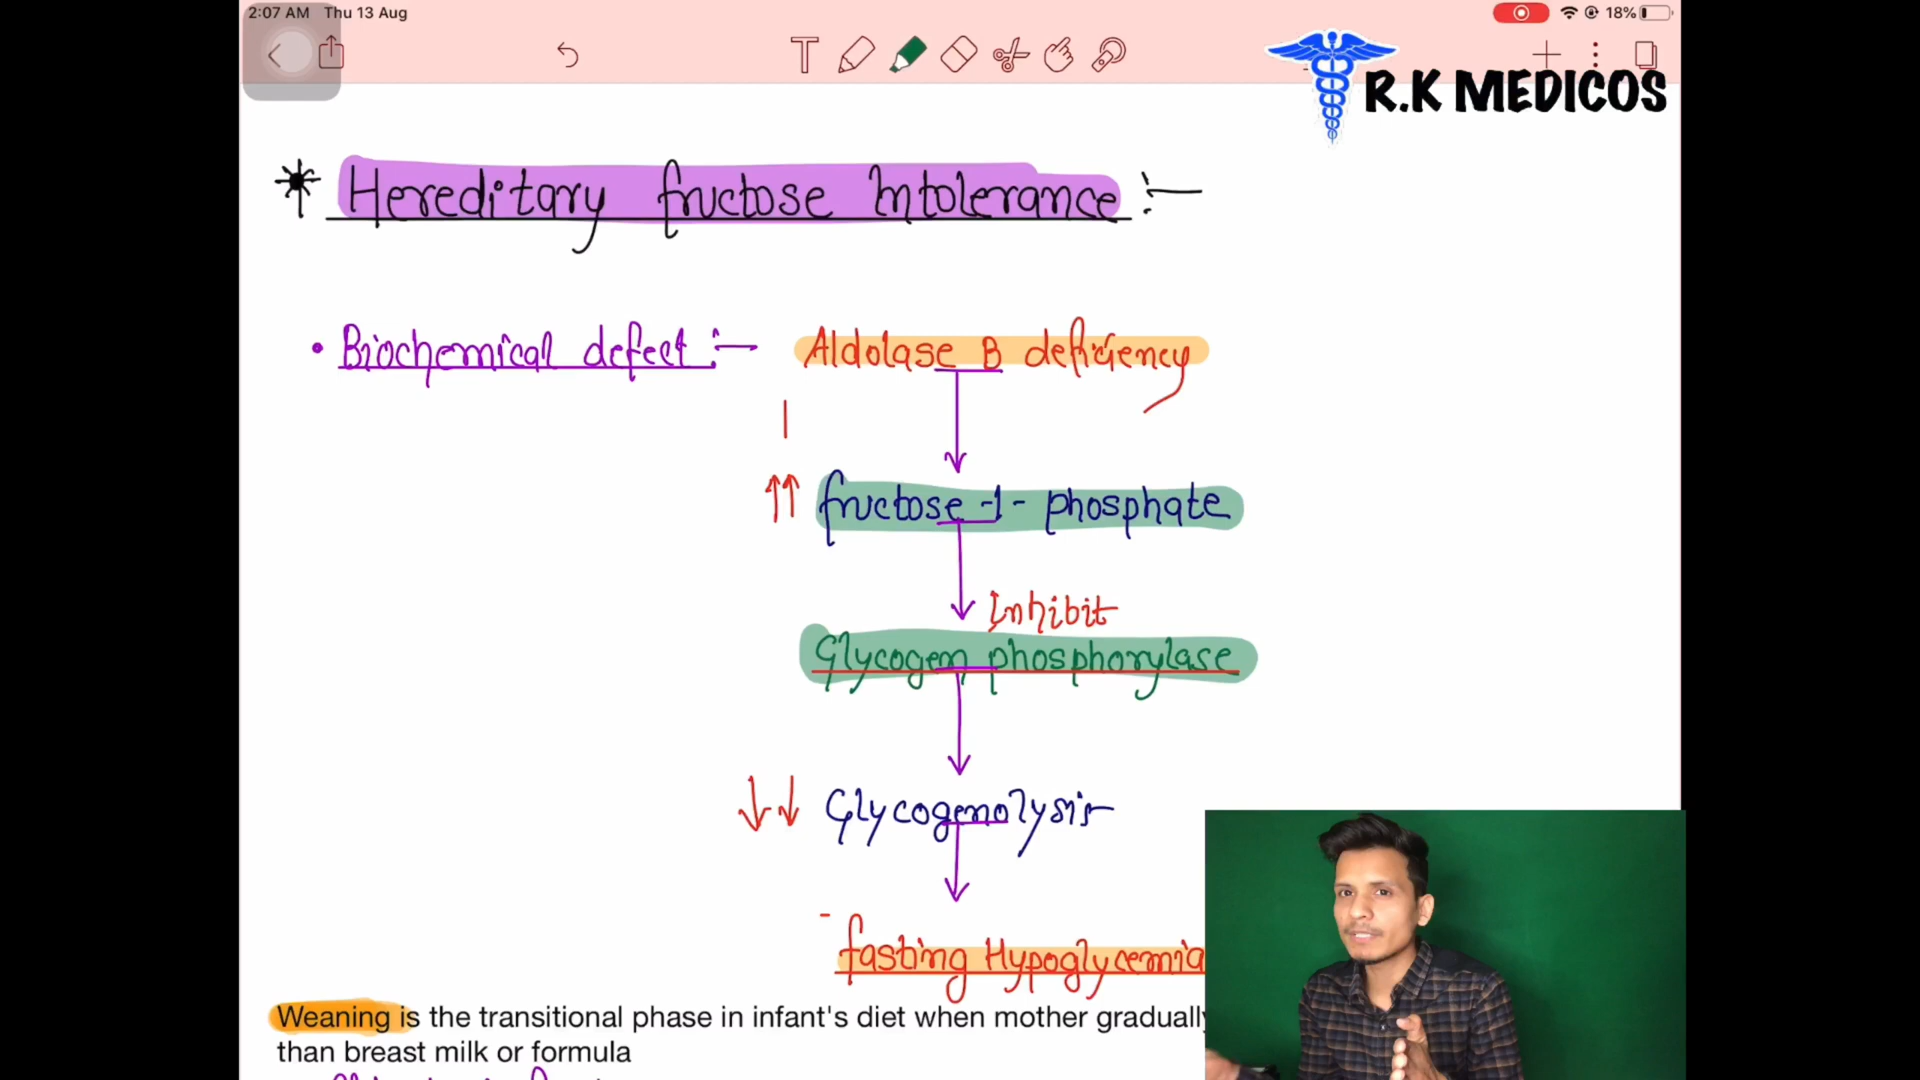 2:07 AM Thu 13 Aug
18%
T
R.K MEDICOS
Hereditary fructose Intolerance :-
• Biochemical defect :- Aldolase B deficiency
↑↑ fructose-1-phosphate
Inhibit
Glycogen phosphorylase
↓↓ Glycogenolysis
fasting Hypoglycemia
Weaning is the transitional phase in infant's diet when mother gradually
than breast milk or formula